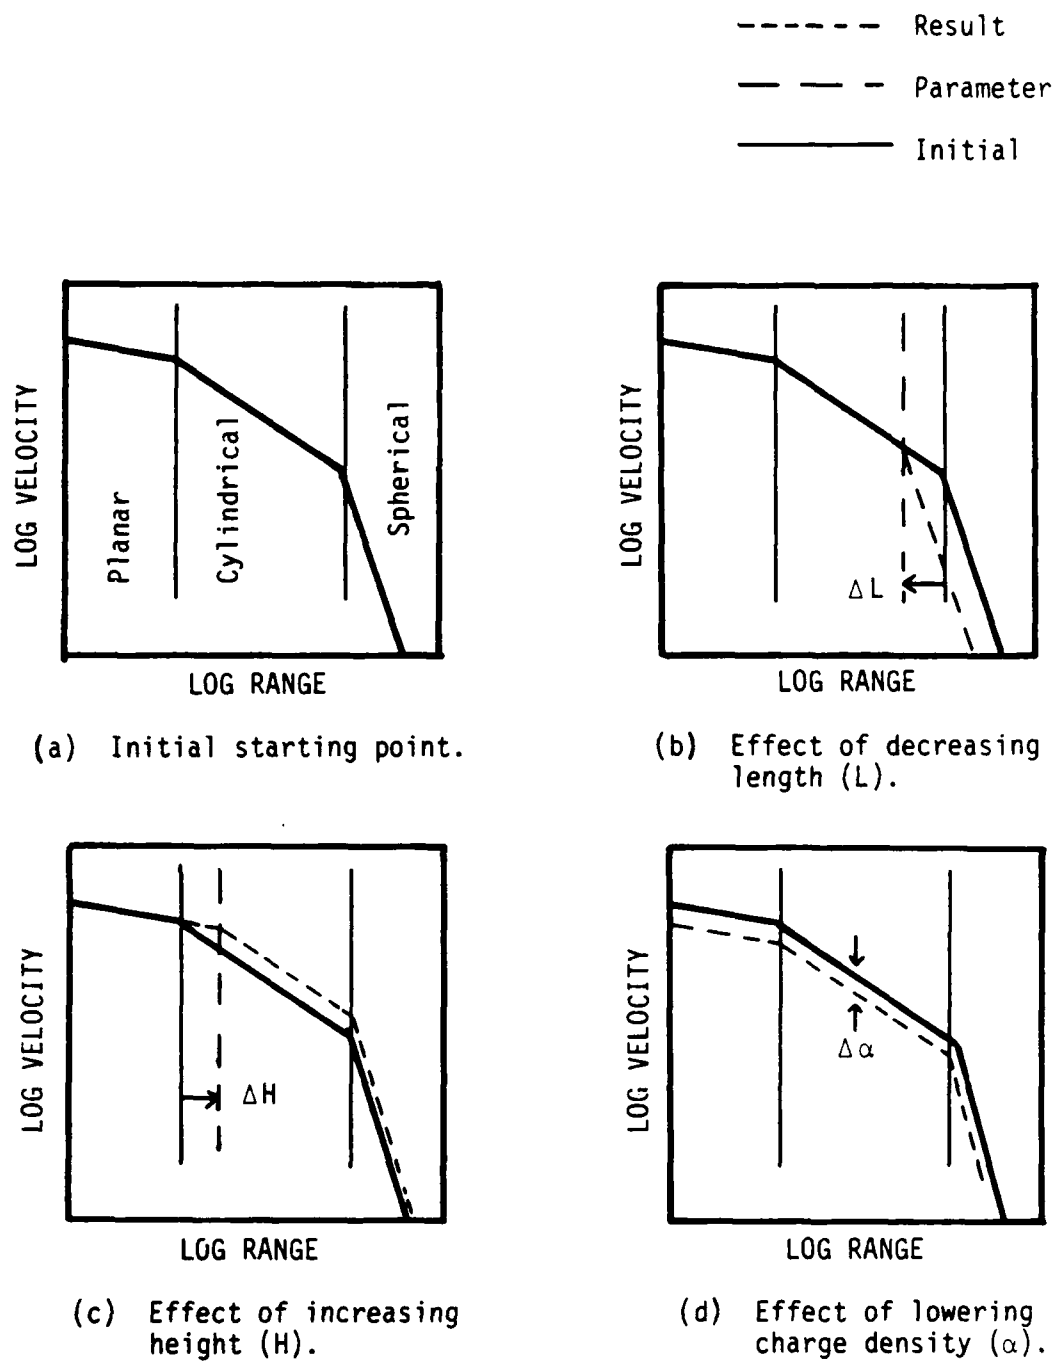 Result
Parameter
Initial
LOG VELOCITY
Planar
Cylindrical
Spherical
LOG RANGE
(a) Initial starting point.
LOG VELOCITY
ΔL
LOG RANGE
(b) Effect of decreasing
length (L).
LOG VELOCITY
ΔH
LOG RANGE
(c) Effect of increasing
height (H).
LOG VELOCITY
Δα
LOG RANGE
(d) Effect of lowering
charge density (α).